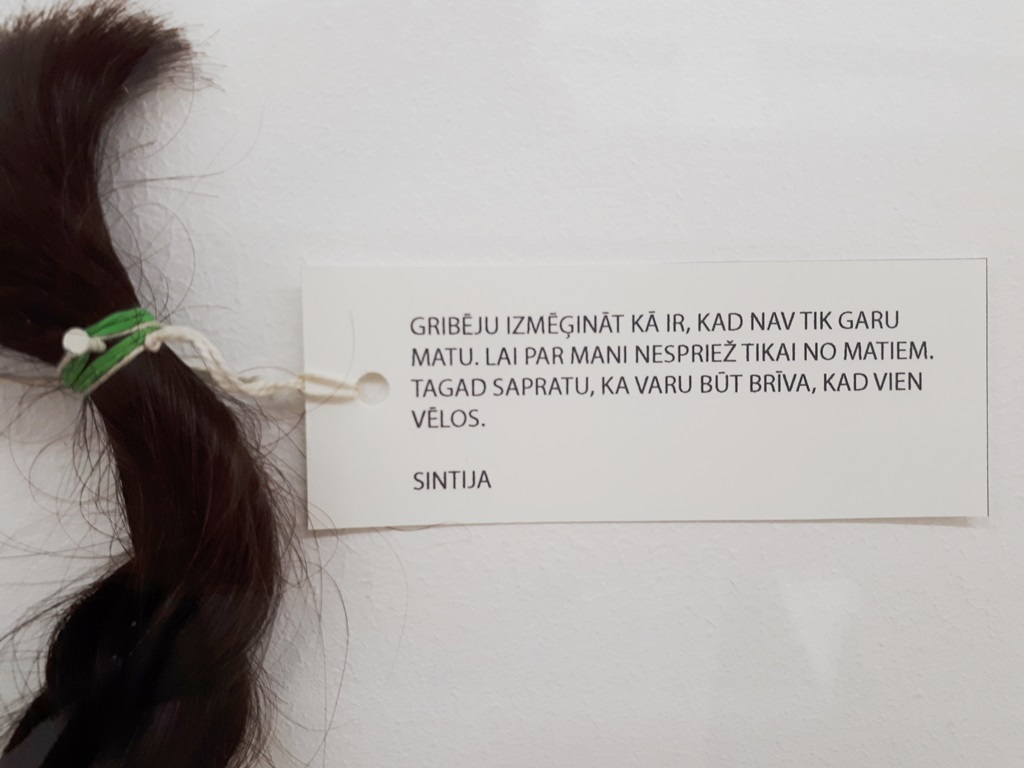 GRIBĒJU IZMĒĢINĀT KĀ IR, KAD NAV TIK GARU
MATU. LAI PAR MANI NESPRIEŽ TIKAI NO MATIEM.
TAGAD SAPRATU, KA VARU BŪT BRĪVA, KAD VIEN
VĒLOS.
SINTIJA